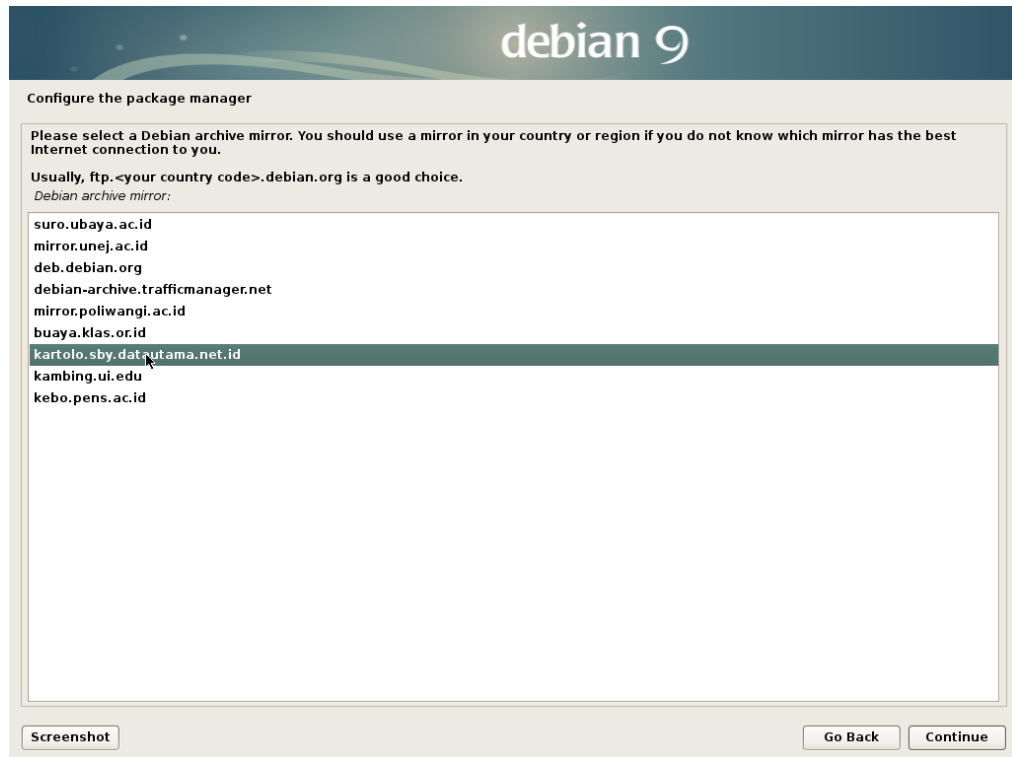 debian 9
Configure the package manager
Please select a Debian archive mirror. You should use a mirror in your country or region if you do not know which mirror has the best
Internet connection to you.
Usually, ftp.<your country code>.debian.org is a good choice.
Debian archive mirror:
suro.ubaya.ac.id
mirror.unej.ac.id
deb.debian.org
debian-archive.trafficmanager.net
mirror.poliwangi.ac.id
buaya.klas.or.id
kartolo.sby.datautama.net.id
kambing.ui.edu
kebo.pens.ac.id
Screenshot
Go Back
Continue